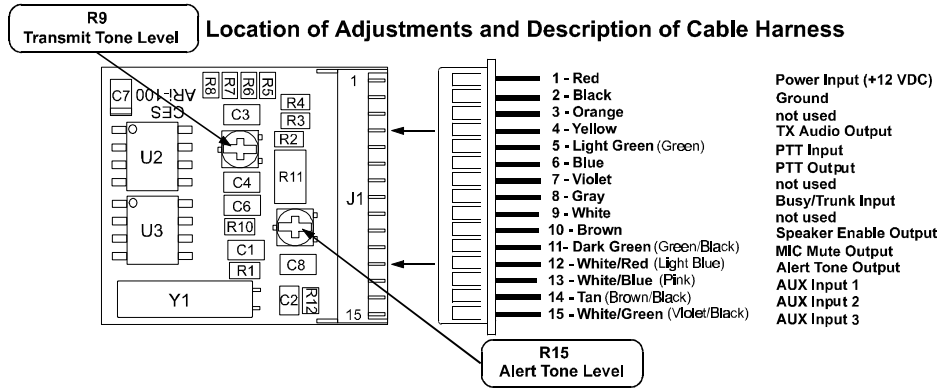 R9
Transmit Tone Level
Location of Adjustments and Description of Cable Harness
C7
CES
ARi-100
R8
R7
R6
R5
R4
R3
R2
C3
U2
R11
C4
C6
R10
U3
C1
R1
C8
Y1
C2
R12
1
J1
15
1 - Red Power Input (+12 VDC)
2 - Black Ground
3 - Orange not used
4 - Yellow TX Audio Output
5 - Light Green (Green) PTT Input
6 - Blue PTT Output
7 - Violet not used
8 - Gray Busy/Trunk Input
9 - White not used
10 - Brown Speaker Enable Output
11- Dark Green (Green/Black) MIC Mute Output
12 - White/Red (Light Blue) Alert Tone Output
13 - White/Blue (Pink) AUX Input 1
14 - Tan (Brown/Black) AUX Input 2
15 - White/Green (Violet/Black) AUX Input 3
R15
Alert Tone Level